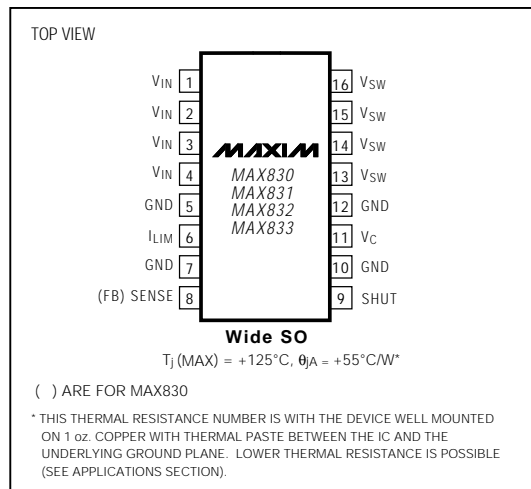 TOP VIEW
VIN 1 16 VSW
VIN 2 15 VSW
VIN 3 14 VSW
MAXIM
VIN 4 MAX830 13 VSW
MAX831
GND 5 MAX832 12 GND
MAX833
ILIM 6 11 VC
GND 7 10 GND
(FB) SENSE 8 9 SHUT
Wide SO
Tj (MAX) = +125°C, θjA = +55°C/W*
( ) ARE FOR MAX830
* THIS THERMAL RESISTANCE NUMBER IS WITH THE DEVICE WELL MOUNTED
ON 1 oz. COPPER WITH THERMAL PASTE BETWEEN THE IC AND THE
UNDERLYING GROUND PLANE. LOWER THERMAL RESISTANCE IS POSSIBLE
(SEE APPLICATIONS SECTION).